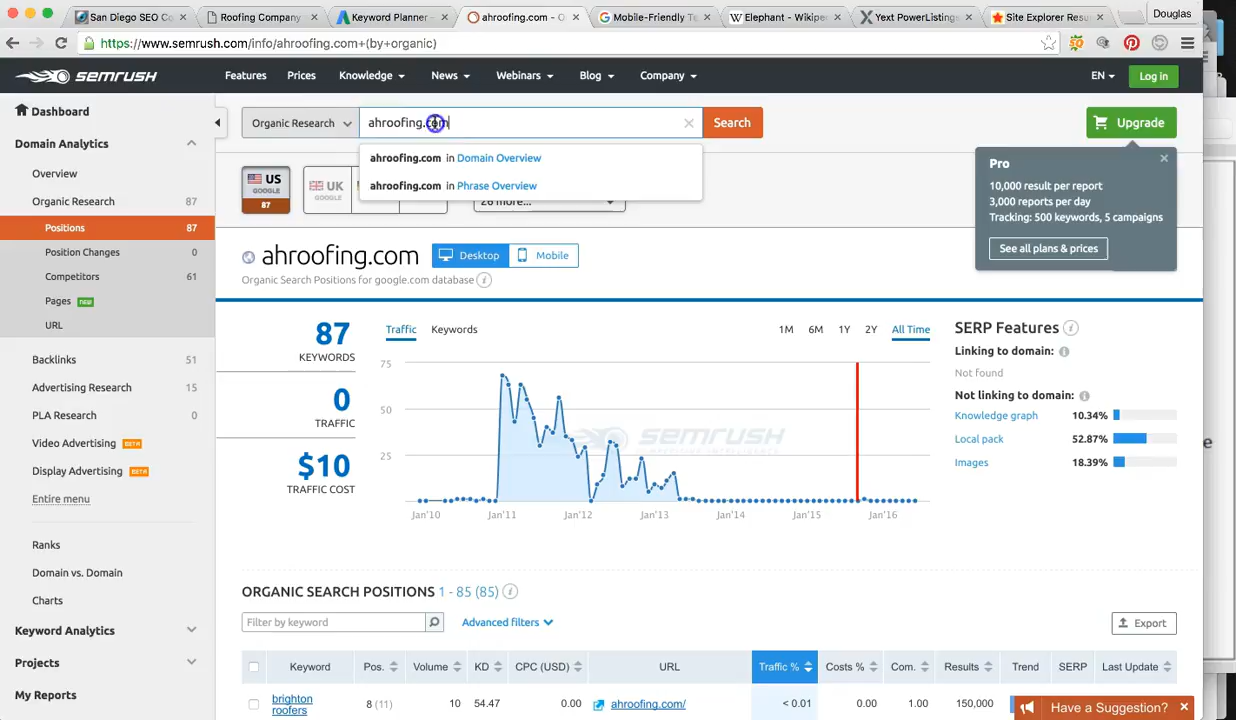 San Diego SEO Co
Roofing Company
Keyword Planner –
ahroofing.com - O
Mobile-Friendly Te
Elephant - Wikipe
Yext PowerListings
Site Explorer Resu
Douglas
https://www.semrush.com/info/ahroofing.com+(by+organic)
SEMRUSH
Features
Prices
Knowledge
News
Webinars
Blog
Company
EN
Log in
Dashboard
Domain Analytics
Overview
Organic Research 87
Positions 87
Position Changes 0
Competitors 61
Pages new
URL
Backlinks 51
Advertising Research 15
PLA Research 0
Video Advertising BETA
Display Advertising BETA
Entire menu
Ranks
Domain vs. Domain
Charts
Keyword Analytics
Projects
My Reports
Organic Research
ahroofing.com
Search
ahroofing.com in Domain Overview
ahroofing.com in Phrase Overview
US
GOOGLE
87
UK
GOOGLE
26 more...
Upgrade
Pro
10,000 result per report
3,000 reports per day
Tracking: 500 keywords, 5 campaigns
See all plans & prices
ahroofing.com
Desktop
Mobile
Organic Search Positions for google.com database
87
KEYWORDS
0
TRAFFIC
$10
TRAFFIC COST
Traffic
Keywords
1M 6M 1Y 2Y All Time
75
50
25
SEMRUSH
Jan'10 Jan'11 Jan'12 Jan'13 Jan'14 Jan'15 Jan'16
SERP Features
Linking to domain:
Not found
Not linking to domain:
Knowledge graph 10.34%
Local pack 52.87%
Images 18.39%
ORGANIC SEARCH POSITIONS 1 - 85 (85)
Filter by keyword
Advanced filters
Export
Keyword Pos. Volume KD CPC (USD) URL Traffic % Costs % Com. Results Trend SERP Last Update
brighton roofers 8 (11) 10 54.47 0.00 ahroofing.com/ < 0.01 0.00 1.00 150,000
Have a Suggestion?